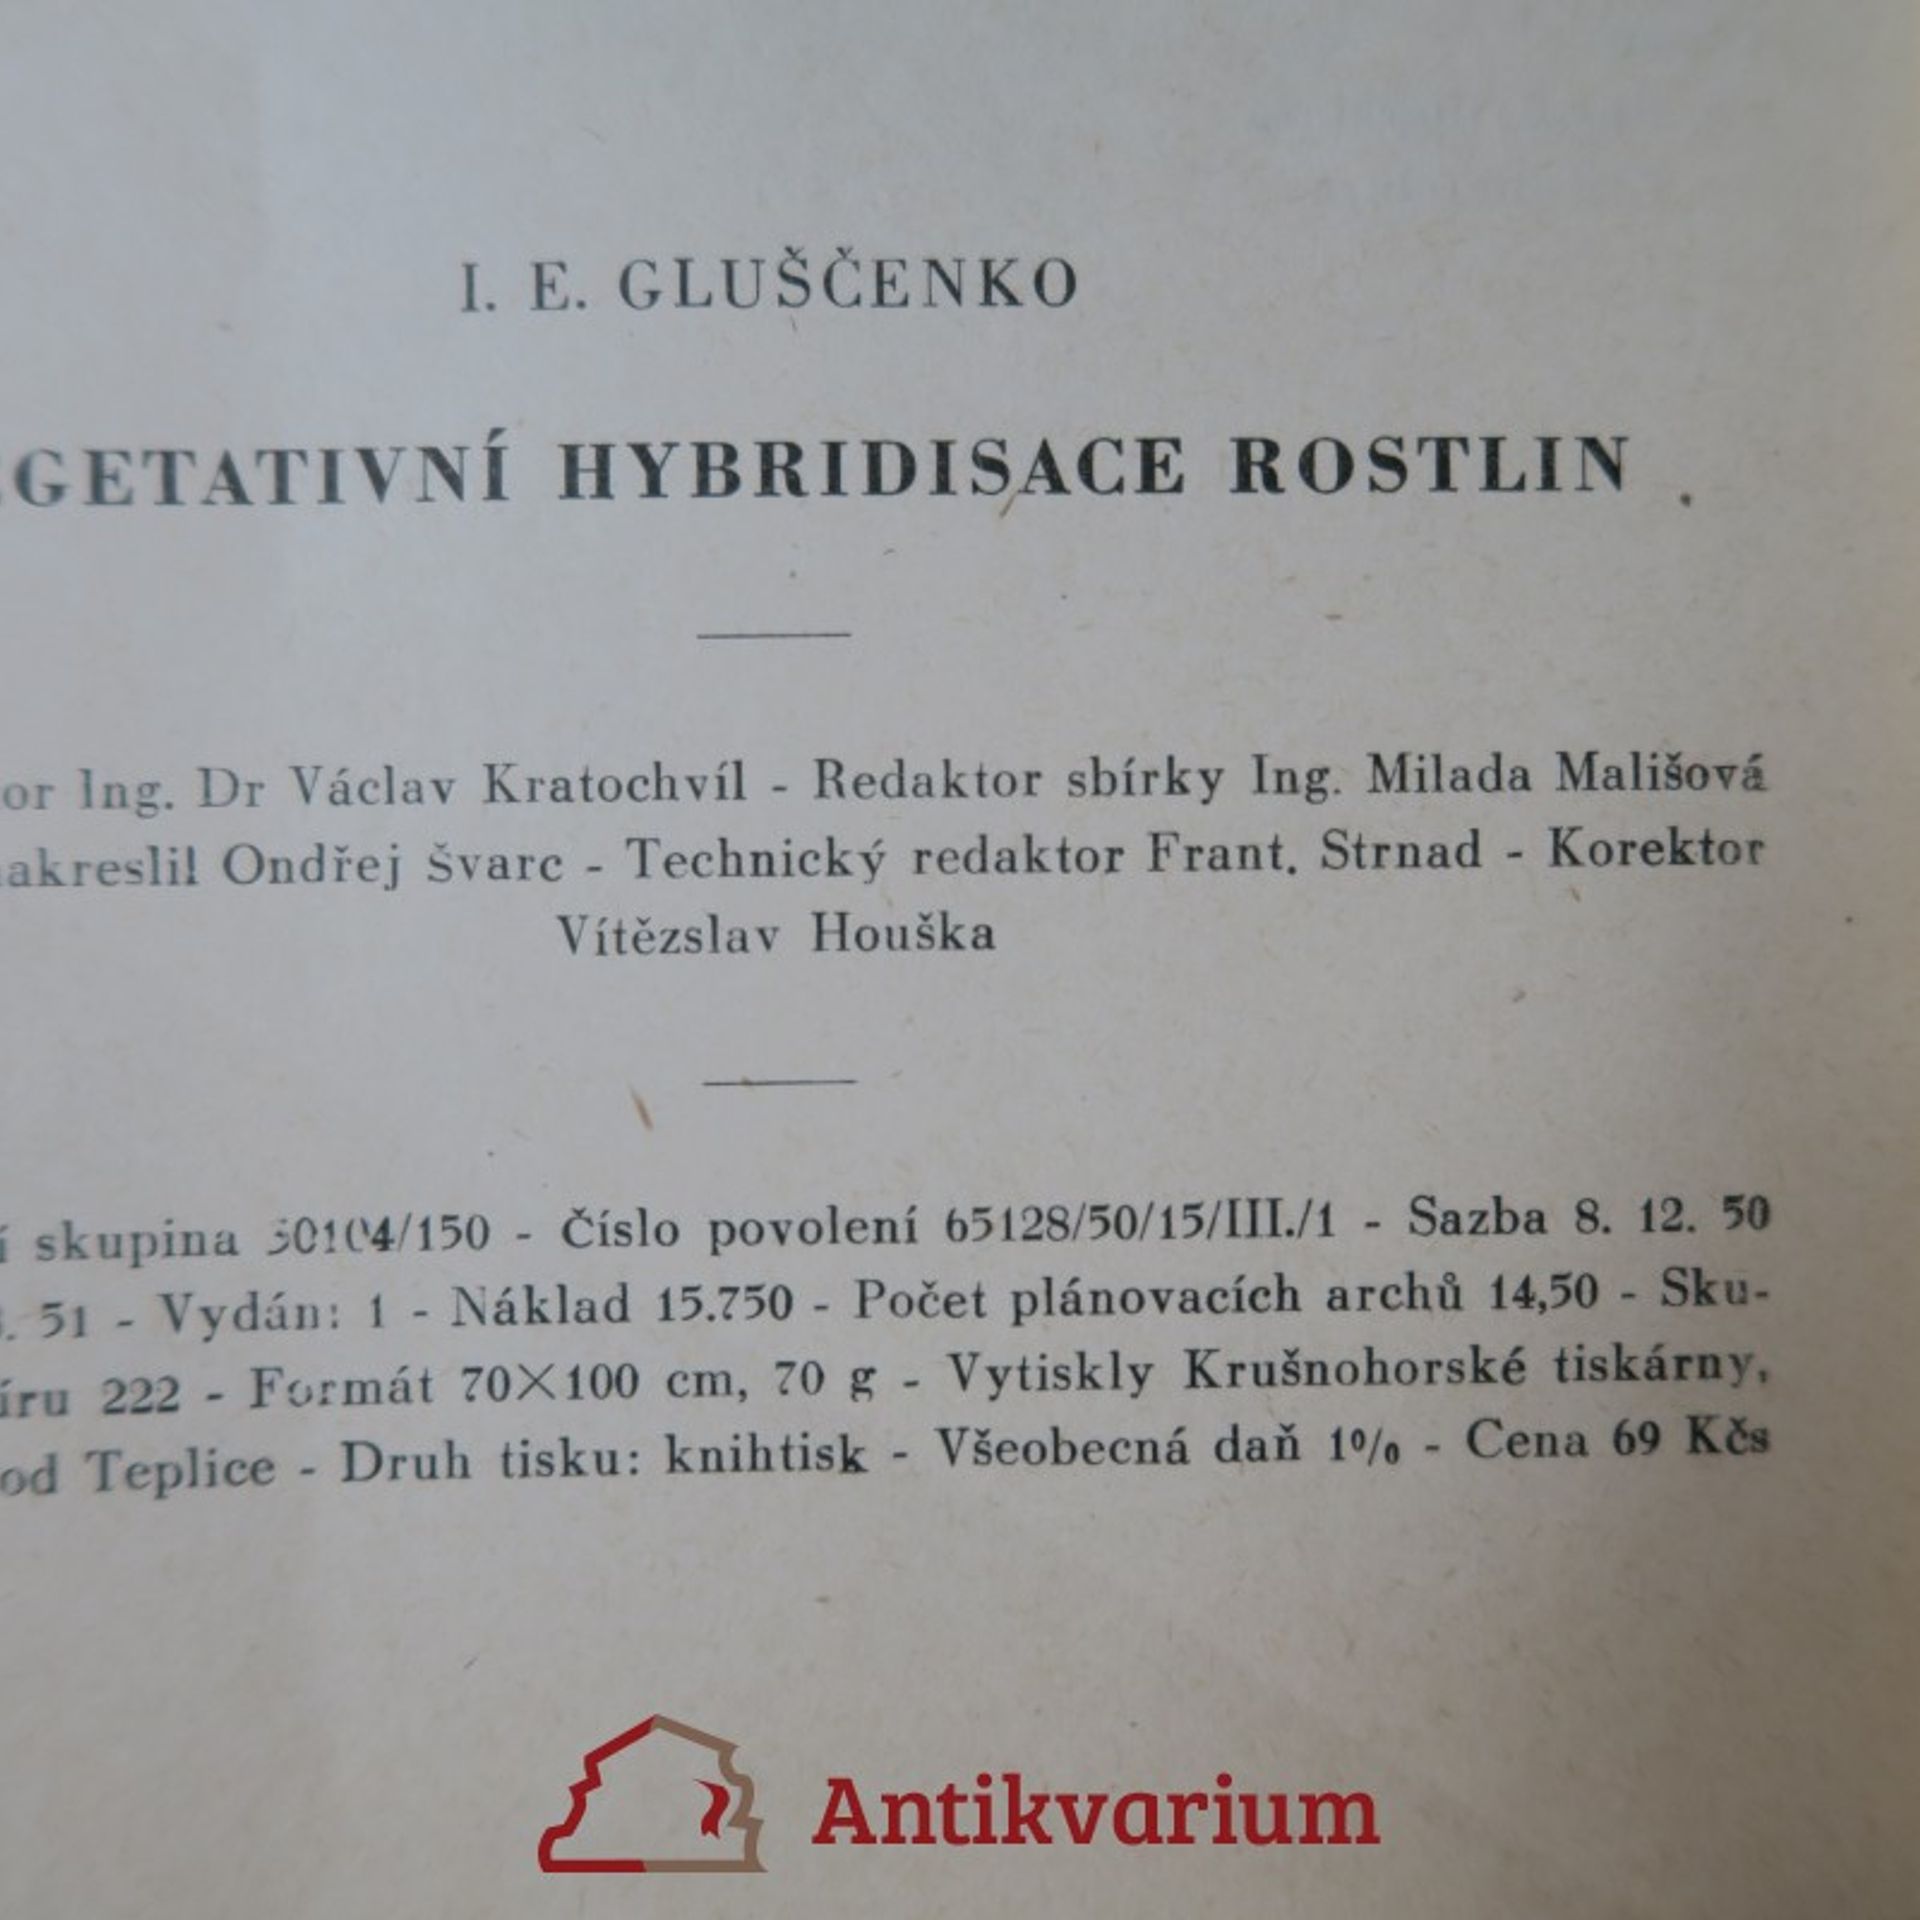 I. E. GLUŠČENKO
GETATIVNÍ HYBRIDISACE ROSTLIN
or Ing. Dr Václav Kratochvíl - Redaktor sbírky Ing. Milada Mališová
akreslil Ondřej Švarc - Technický redaktor Frant. Strnad - Korektor
Vítězslav Houška
í skupina 30104/150 - Číslo povolení 65128/50/15/III./1 - Sazba 8. 12. 50
. 51 - Vydán: 1 - Náklad 15.750 - Počet plánovacích archů 14,50 - Sku-
íru 222 - Formát 70×100 cm, 70 g - Vytiskly Krušnohorské tiskárny,
od Teplice - Druh tisku: knihtisk - Všeobecná daň 1% - Cena 69 Kčs
Antikvarium